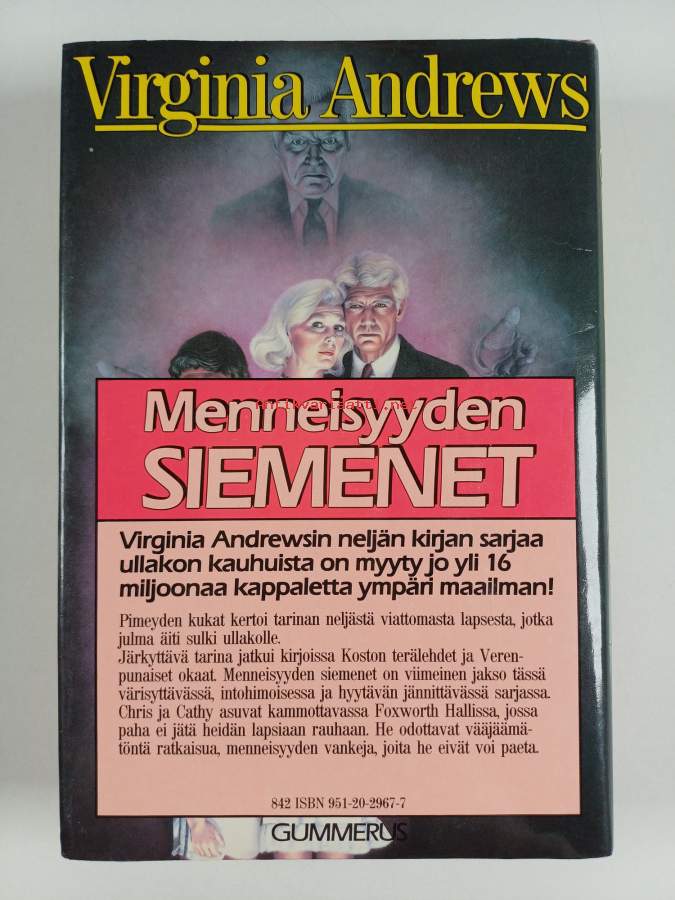 Virginia Andrews
Menneisyyden
antikvariaatti.net
SIEMENET
Virginia Andrewsin neljän kirjan sarjaa
ullakon kauhuista on myyty jo yli 16
miljoonaa kappaletta ympäri maailman!
Pimeyden kukat kertoi tarinan neljästä viattomasta lapsesta, jotka
julma äiti sulki ullakolle.
Järkyttävä tarina jatkui kirjoissa Koston terälehdet ja Veren-
punaiset okaat. Menneisyyden siemenet on viimeinen jakso tässä
värisyttävässä, intohimoisessa ja hyytävän jännittävässä sarjassa.
Chris ja Cathy asuvat kammottavassa Foxworth Hallissa, jossa
paha ei jätä heidän lapsiaan rauhaan. He odottavat vääjäämä-
töntä ratkaisua, menneisyyden vankeja, joita he eivät voi paeta.
842 ISBN 951-20-2967-7
GUMMERUS